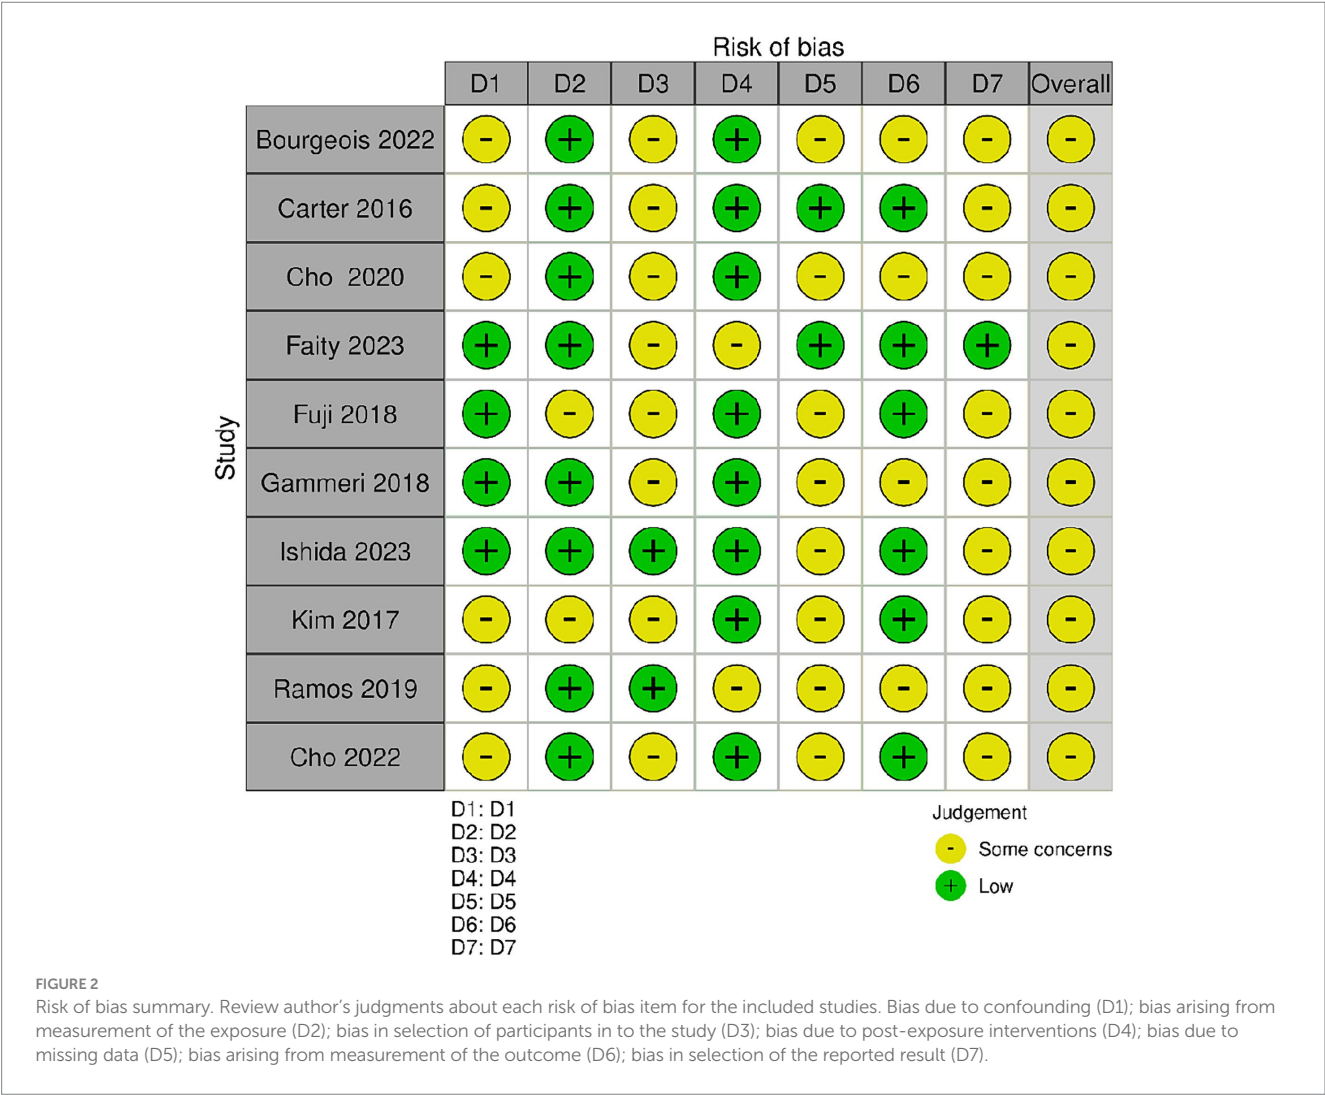 Risk of bias
D1 D2 D3 D4 D5 D6 D7 Overall
Study
Bourgeois 2022 - + - + - - - -
Carter 2016 - + - + + + - -
Cho 2020 - + - + - - - -
Faity 2023 + + - - + + + -
Fuji 2018 + - - + - + - -
Gammeri 2018 + + - + - - - -
Ishida 2023 + + + + - + - -
Kim 2017 - - - + - + - -
Ramos 2019 - + + - - - - -
Cho 2022 - + - + - + - -
D1: D1
D2: D2
D3: D3
D4: D4
D5: D5
D6: D6
D7: D7
Judgement
- Some concerns
+ Low
FIGURE 2
Risk of bias summary. Review author's judgments about each risk of bias item for the included studies. Bias due to confounding (D1); bias arising from
measurement of the exposure (D2); bias in selection of participants in to the study (D3); bias due to post-exposure interventions (D4); bias due to
missing data (D5); bias arising from measurement of the outcome (D6); bias in selection of the reported result (D7).